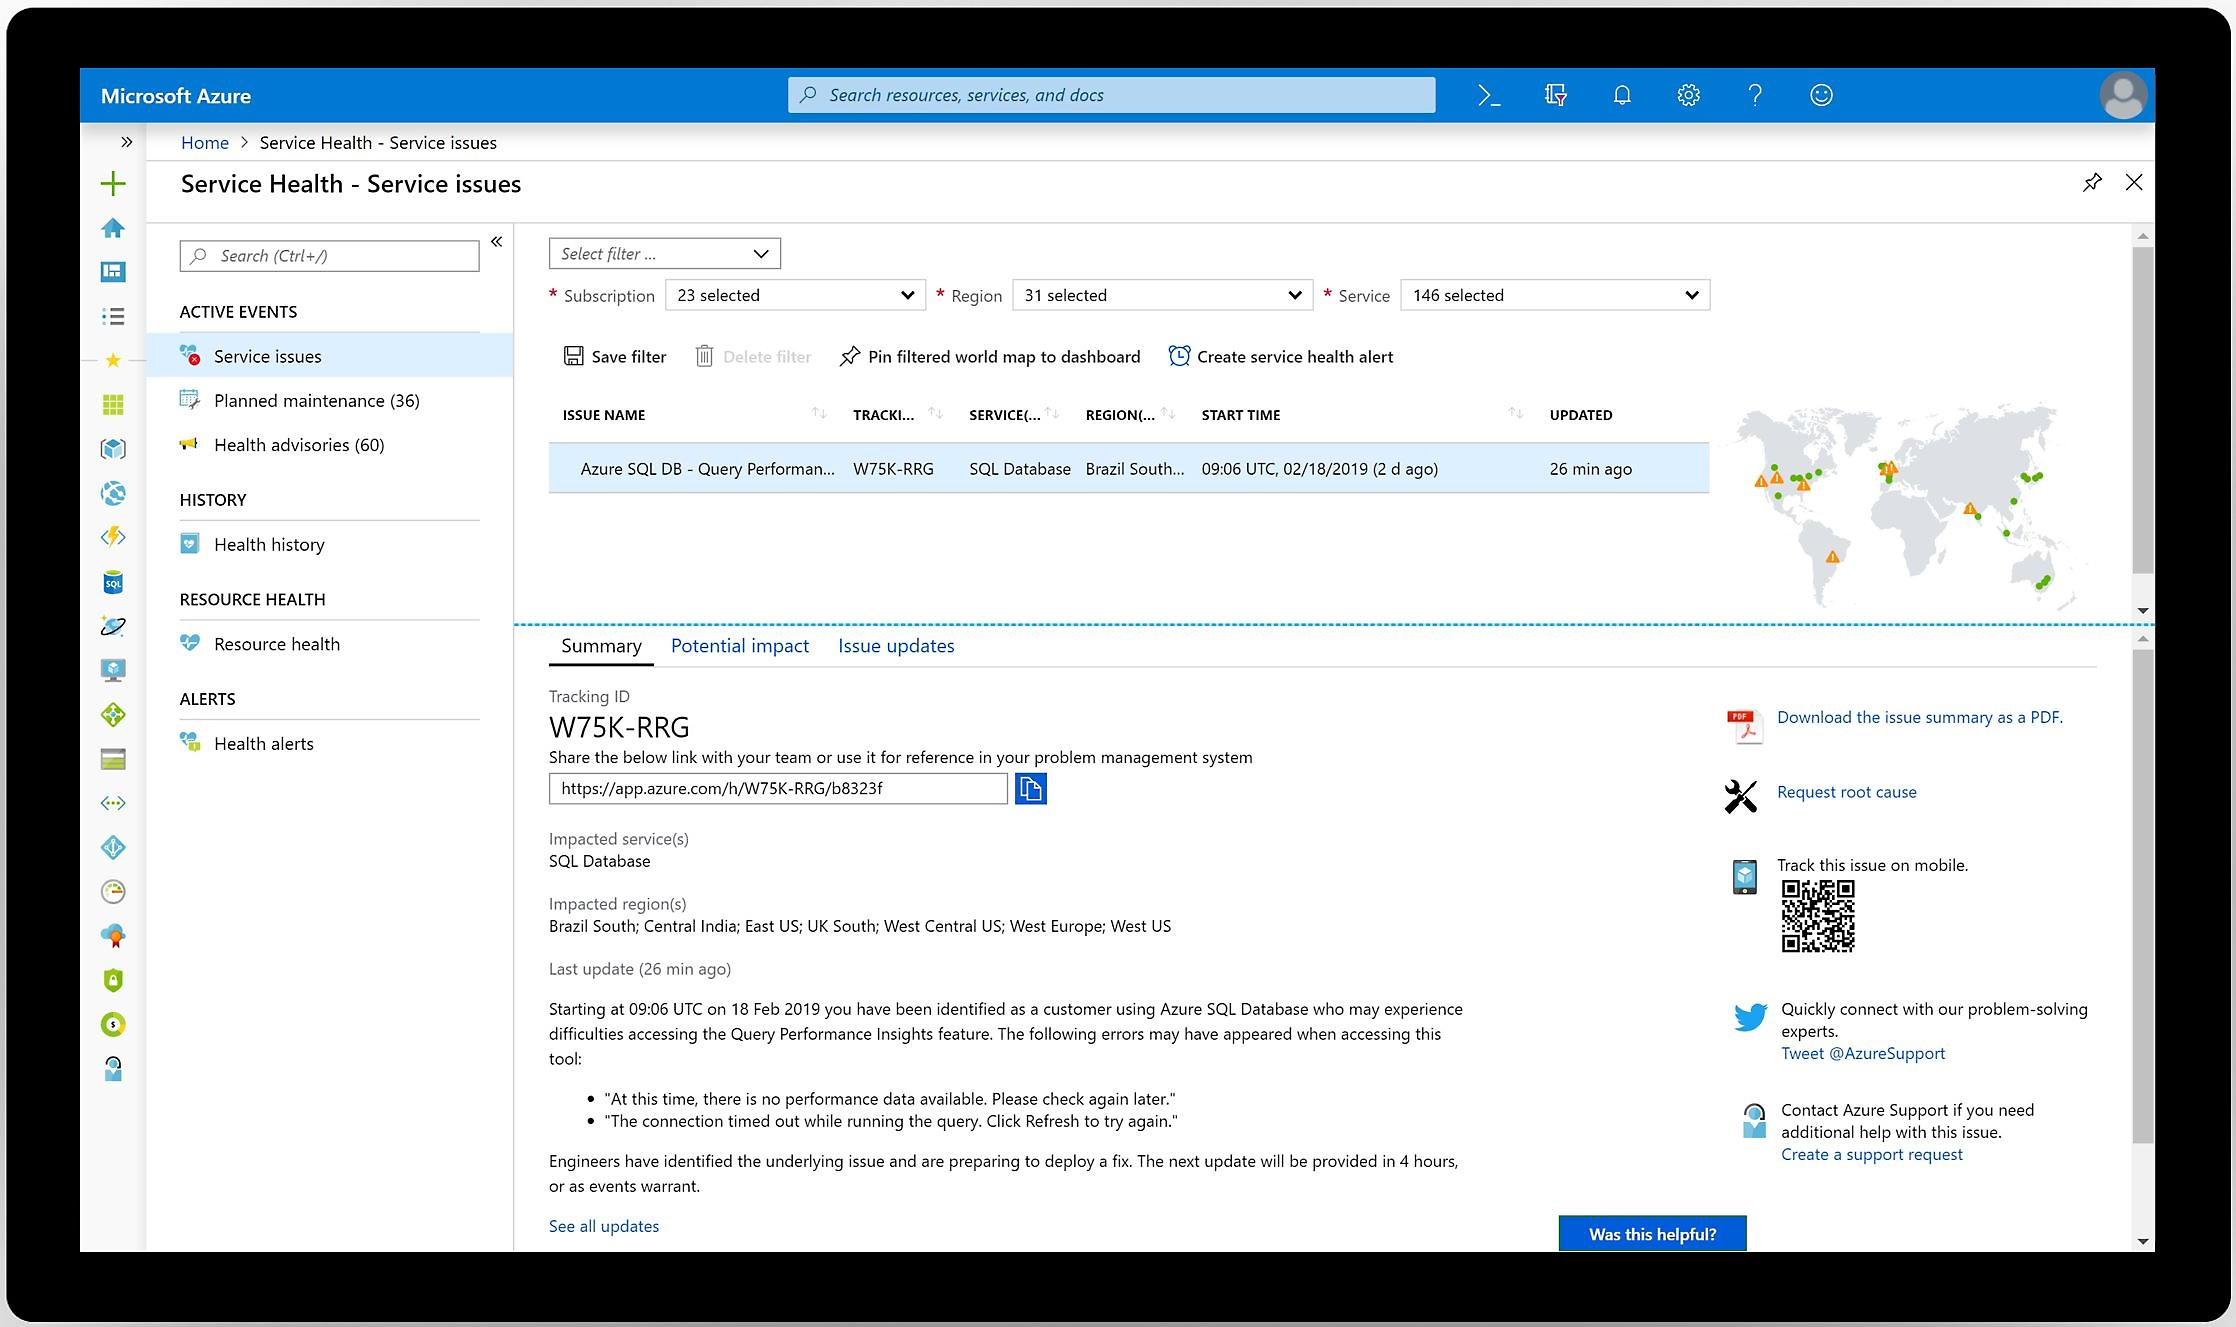 Microsoft Azure
Search resources, services, and docs
Home > Service Health - Service issues
Service Health - Service issues
Search (Ctrl+/)
ACTIVE EVENTS
Service issues
Planned maintenance (36)
Health advisories (60)
HISTORY
Health history
RESOURCE HEALTH
Resource health
ALERTS
Health alerts
Select filter ...
* Subscription 23 selected * Region 31 selected * Service 146 selected
Save filter Delete filter Pin filtered world map to dashboard Create service health alert
ISSUE NAME TRACKI... SERVICE(... REGION(... START TIME UPDATED
Azure SQL DB - Query Performan... W75K-RRG SQL Database Brazil South... 09:06 UTC, 02/18/2019 (2 d ago) 26 min ago
Summary Potential impact Issue updates
Tracking ID
W75K-RRG
Share the below link with your team or use it for reference in your problem management system
https://app.azure.com/h/W75K-RRG/b8323f
Impacted service(s)
SQL Database
Impacted region(s)
Brazil South; Central India; East US; UK South; West Central US; West Europe; West US
Last update (26 min ago)
Starting at 09:06 UTC on 18 Feb 2019 you have been identified as a customer using Azure SQL Database who may experience
difficulties accessing the Query Performance Insights feature. The following errors may have appeared when accessing this
tool:
• "At this time, there is no performance data available. Please check again later."
• "The connection timed out while running the query. Click Refresh to try again."
Engineers have identified the underlying issue and are preparing to deploy a fix. The next update will be provided in 4 hours,
or as events warrant.
See all updates
PDF
Download the issue summary as a PDF.
Request root cause
Track this issue on mobile.
Quickly connect with our problem-solving
experts.
Tweet @AzureSupport
Contact Azure Support if you need
additional help with this issue.
Create a support request
Was this helpful?
SQL